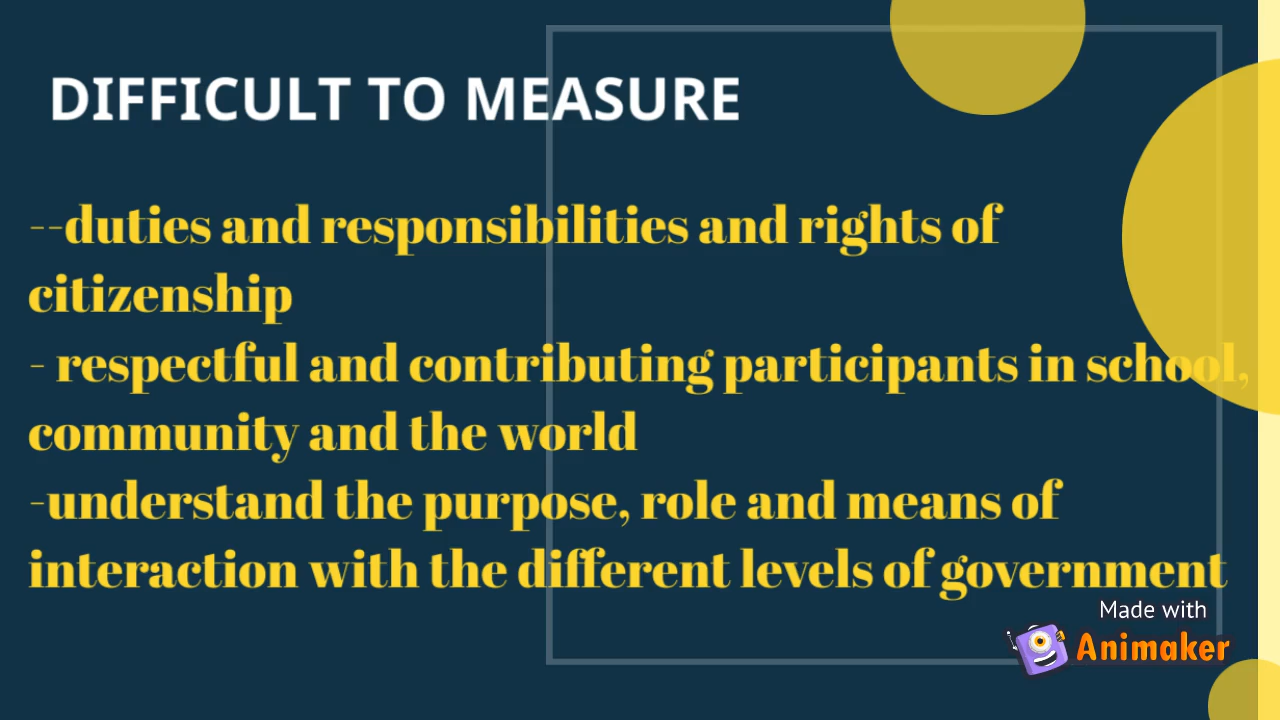 DIFFICULT TO MEASURE
--duties and responsibilities and rights of
citizenship
- respectful and contributing participants in school,
community and the world
-understand the purpose, role and means of
interaction with the different levels of government
Made with
Animaker